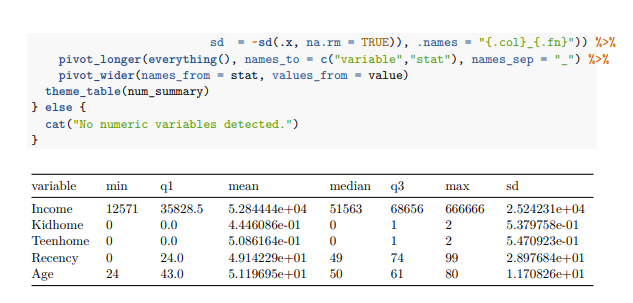 sd = ~sd(.x, na.rm = TRUE)), .names = "{.col}_{.fn}")) %>%
pivot_longer(everything(), names_to = c("variable","stat"), names_sep = "_") %>%
pivot_wider(names_from = stat, values_from = value)
theme_table(num_summary)
} else {
cat("No numeric variables detected.")
}
variable min q1 mean median q3 max sd
Income 12571 35828.5 5.284444e+04 51563 68656 666666 2.524231e+04
Kidhome 0 0.0 4.446086e-01 0 1 2 5.379758e-01
Teenhome 0 0.0 5.086164e-01 0 1 2 5.470923e-01
Recency 0 24.0 4.914229e+01 49 74 99 2.897684e+01
Age 24 43.0 5.119695e+01 50 61 80 1.170826e+01